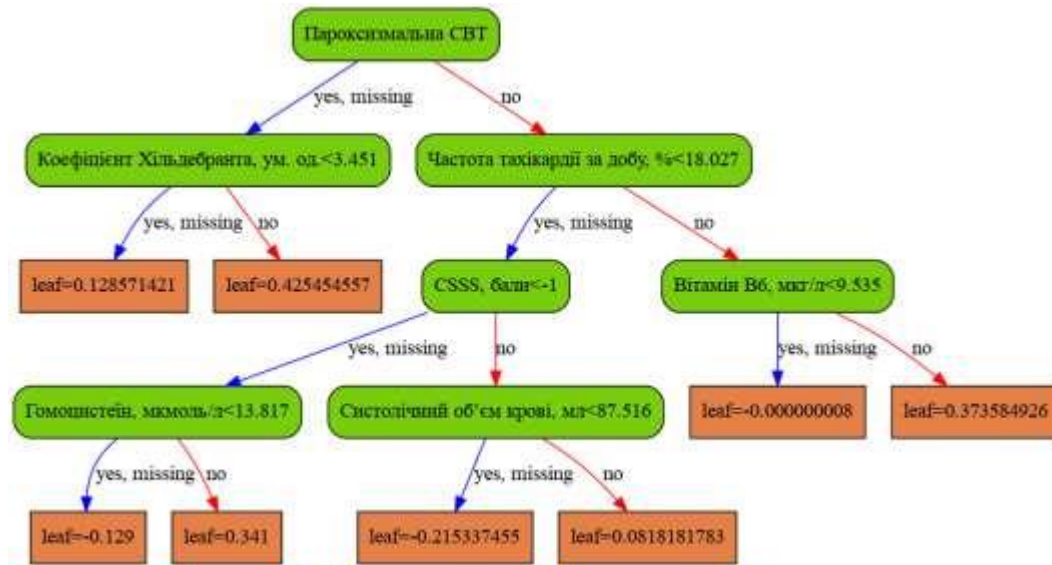 Пароксизмальна СВТ
yes, missing
no
Коефіцієнт Хільдебранта, ум. од.<3.451
Частота тахікардії за добу, %<18.027
yes, missing
no
yes, missing
no
leaf=0.128571421
leaf=0.425454557
CSSS, бали<-1
Вітамін B6, мкг/л<9.535
yes, missing
no
yes, missing
no
Гомоцистеїн, мкмоль/л<13.817
Систолічний об'єм крові, мл<87.516
leaf=-0.000000008
leaf=0.373584926
yes, missing
no
yes, missing
no
leaf=-0.129
leaf=0.341
leaf=-0.215337455
leaf=0.0818181783